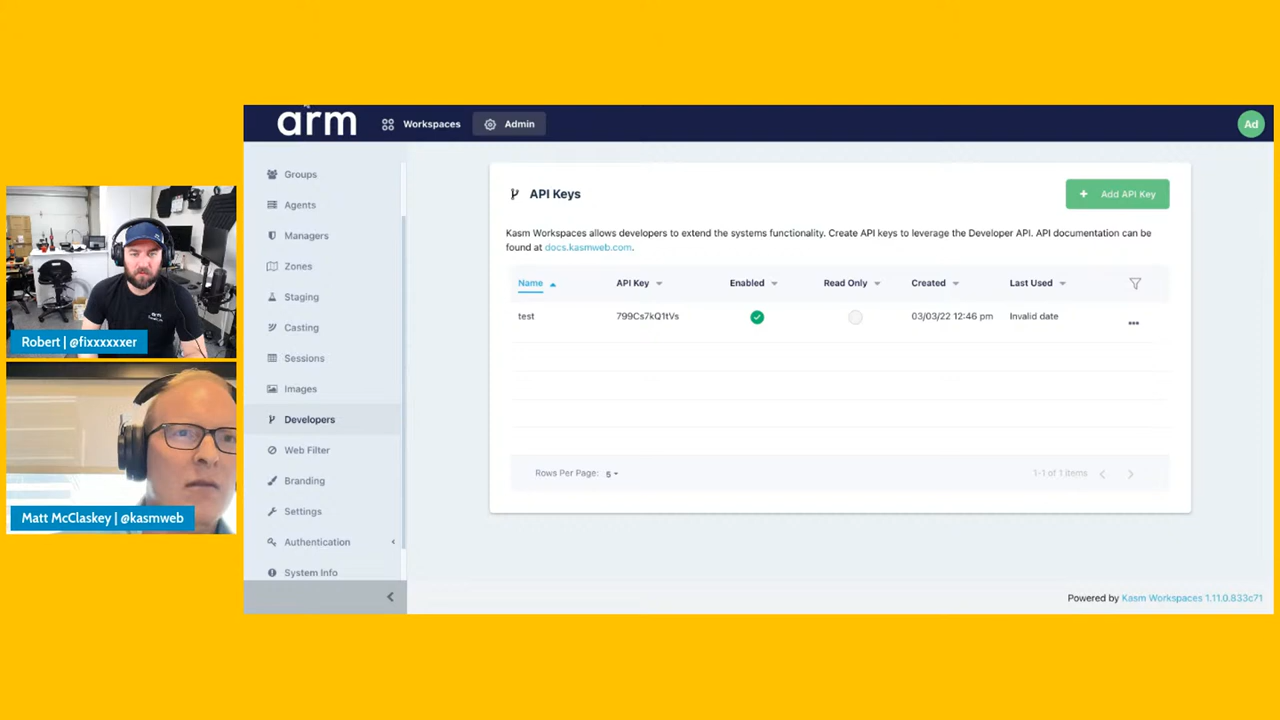 arm
Workspaces
Admin
Ad
Groups
Agents
Managers
Zones
Staging
Casting
Sessions
Images
Developers
Web Filter
Branding
Settings
Authentication
System Info
API Keys
+ Add API Key
Kasm Workspaces allows developers to extend the systems functionality. Create API keys to leverage the Developer API. API documentation can be
found at docs.kasmweb.com.
Name API Key Enabled Read Only Created Last Used
test 799Cs7kQ1tVs 03/03/22 12:46 pm Invalid date
Rows Per Page: 5 1-1 of 1 items
Powered by Kasm Workspaces 1.11.0.833c71
Robert | @fixxxxxxer
Matt McClaskey | @kasmweb